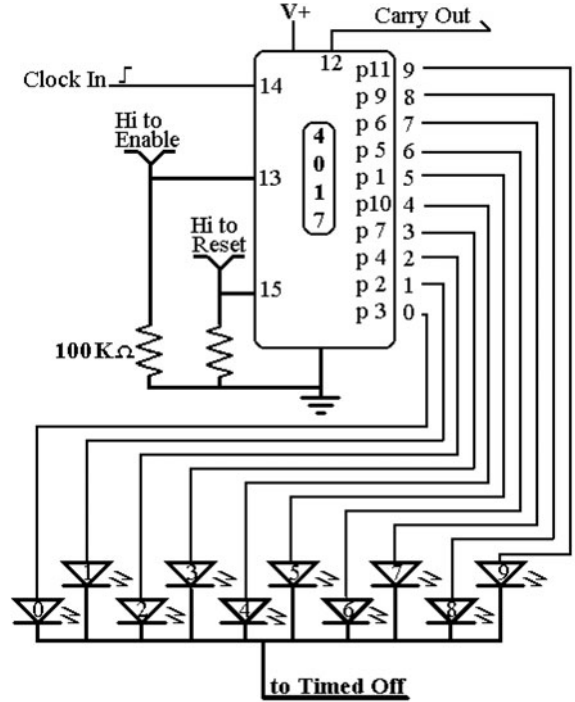 V+
Carry Out
Clock In
14
12
p11 9
p 9 8
Hi to
Enable
p 6 7
4
0
1
7
p 5 6
13
p 1 5
p10 4
Hi to
Reset
p 7 3
p 4 2
15
p 2 1
p 3 0
100 K Ω
1
3
5
7
9
0
2
4
6
8
to Timed Off